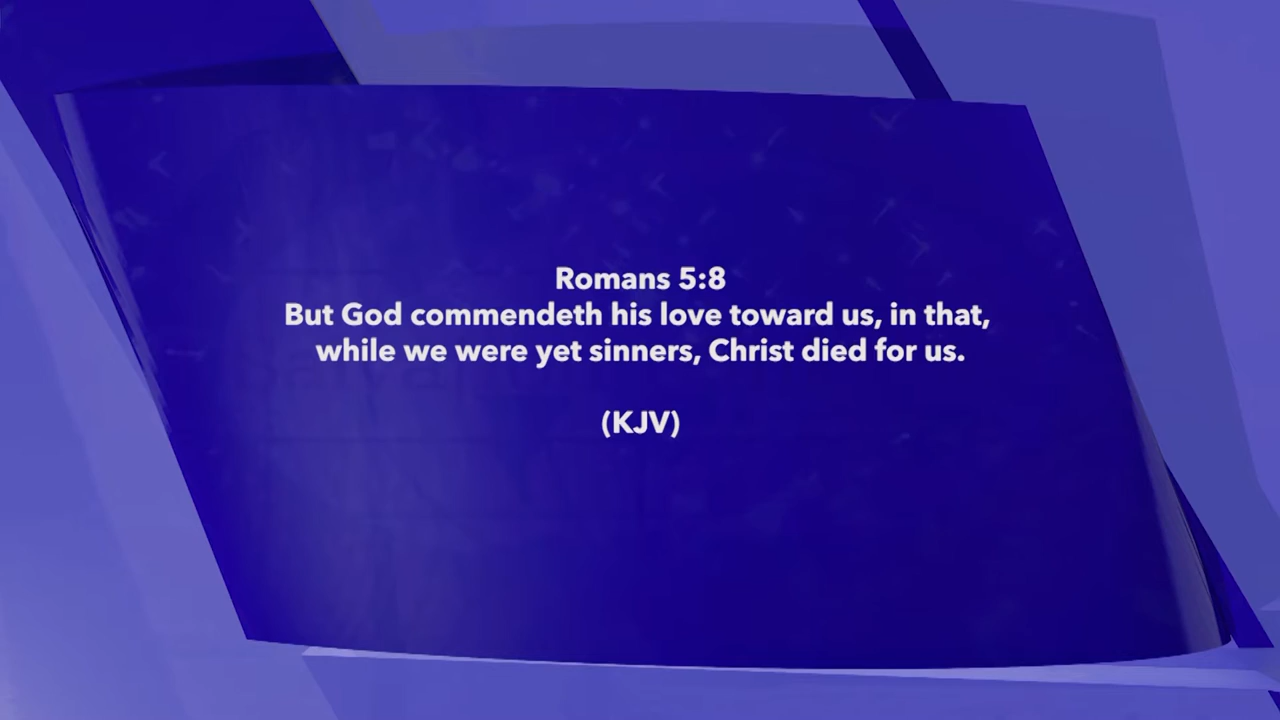 Romans 5:8
But God commendeth his love toward us, in that,
while we were yet sinners, Christ died for us.
(KJV)